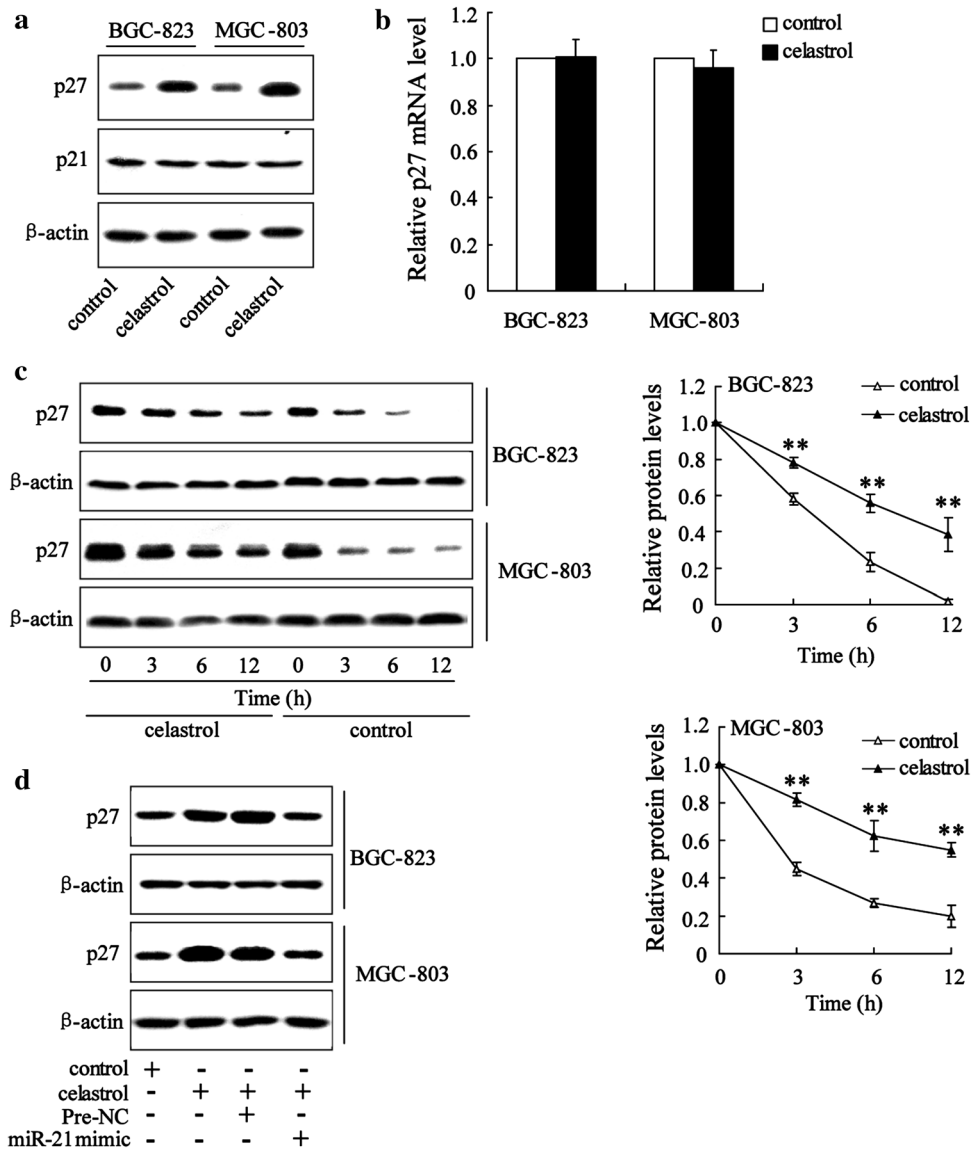 a
BGC-823 MGC-803
p27
p21
β-actin
control celastrol control celastrol
b
Relative p27 mRNA level
1.2
1.0
0.8
0.6
0.4
0.2
0
BGC-823 MGC-803
control
celastrol
c
p27
β-actin
BGC-823
p27
β-actin
MGC-803
0 3 6 12 0 3 6 12
Time (h)
celastrol control
BGC-823
control
celastrol
Relative protein levels
1.2
1.0
0.8
0.6
0.4
0.2
0
** ** **
0 3 6 12
Time (h)
MGC-803
control
celastrol
Relative protein levels
1.2
1.0
0.8
0.6
0.4
0.2
0
** ** **
0 3 6 12
Time (h)
d
p27
β-actin
BGC-823
p27
β-actin
MGC-803
control + - - -
celastrol - + + +
Pre-NC - - + -
miR-21 mimic - - - +